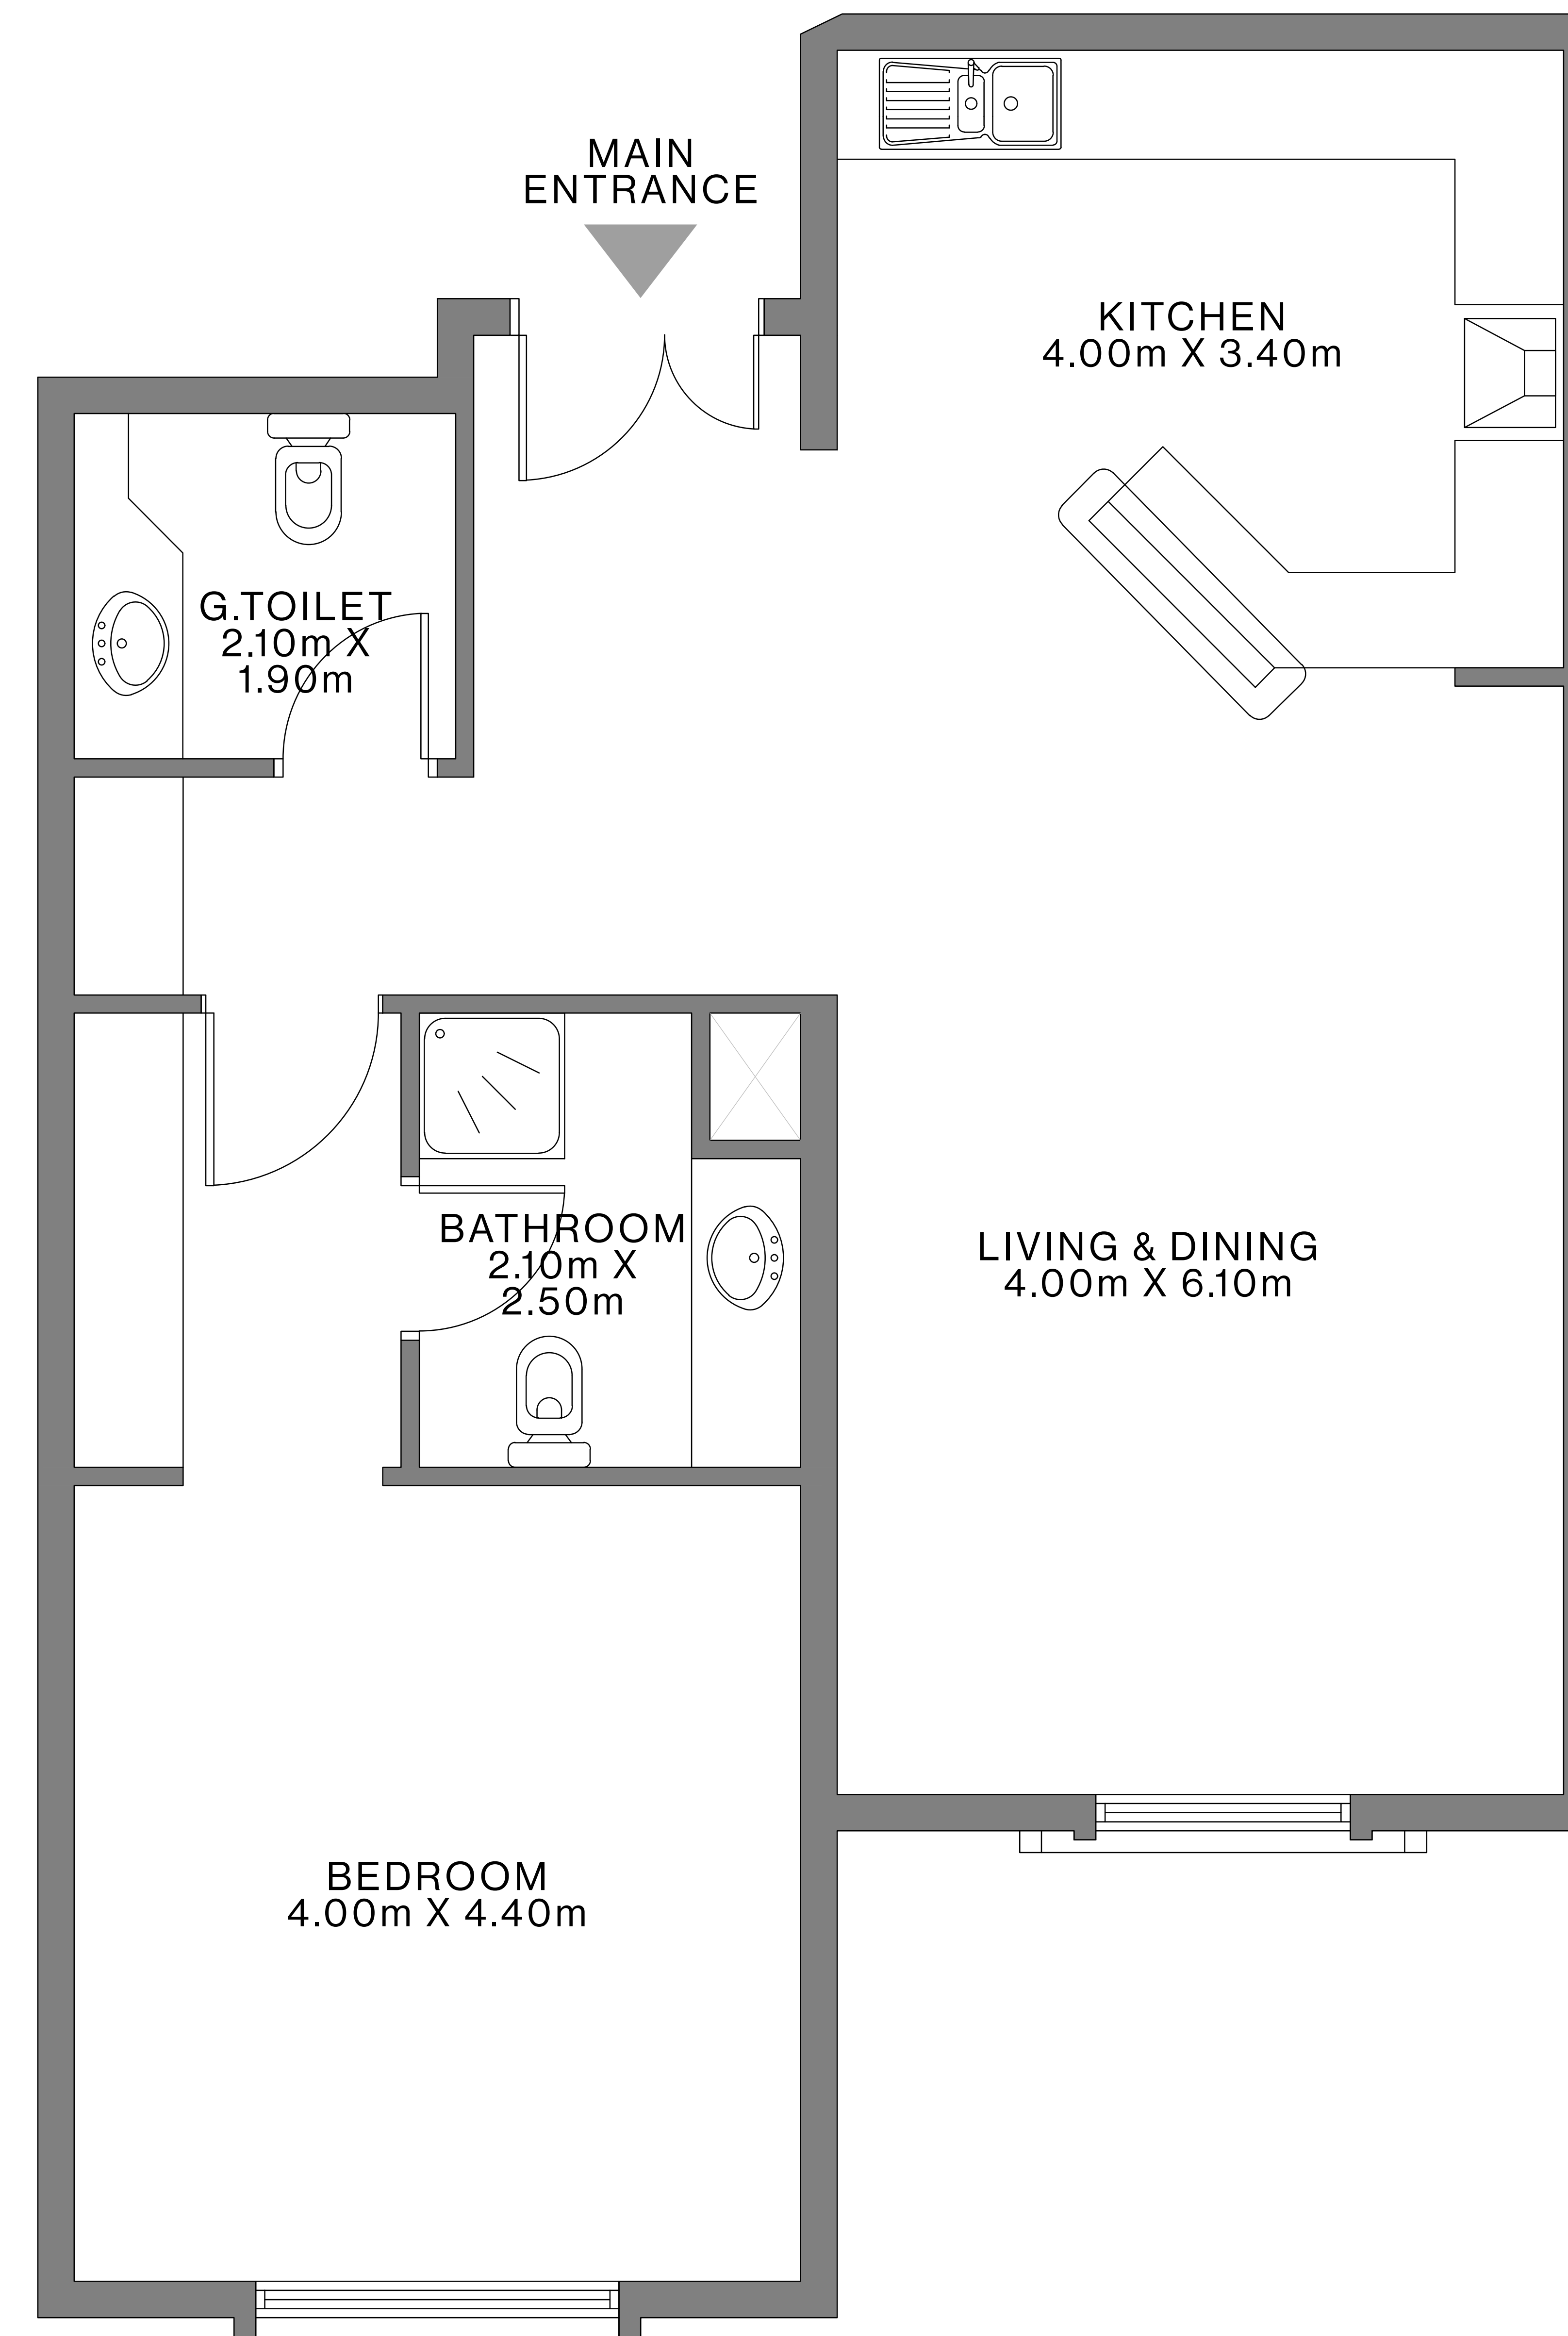 MAIN
ENTRANCE
KITCHEN
4.00m X 3.40m
G.TOILET
2.10m X
1.90m
BATHROOM
2.10m X
2.50m
LIVING & DINING
4.00m X 6.10m
BEDROOM
4.00m X 4.40m